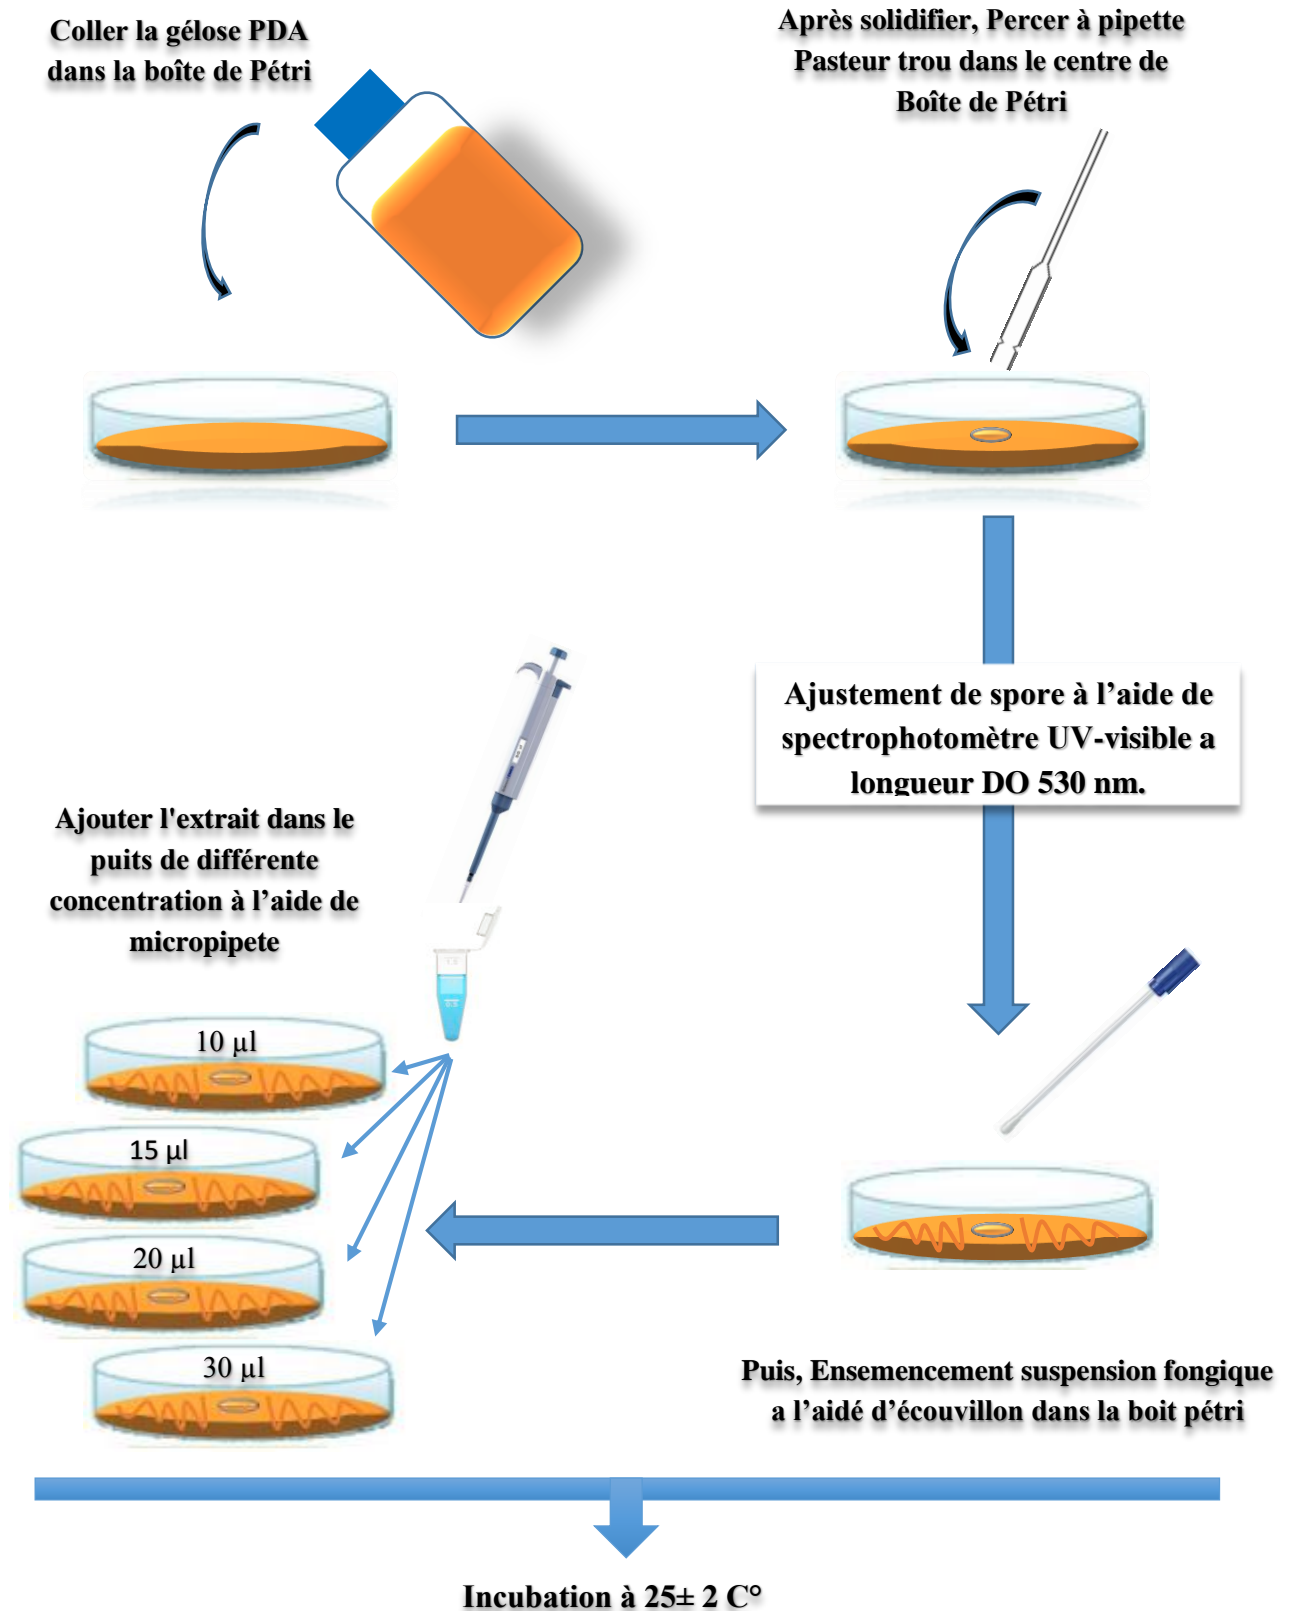 Coller la gélose PDA
dans la boîte de Pétri
Après solidifier, Percer à pipette
Pasteur trou dans le centre de
Boîte de Pétri
Ajustement de spore à l’aide de
spectrophotomètre UV-visible a
longueur DO 530 nm.
Ajouter l'extrait dans le
puits de différente
concentration à l’aide de
micropipete
10 µl
15 µl
20 µl
30 µl
Puis, Ensemencement suspension fongique
a l’aidé d’écouvillon dans la boit pétri
Incubation à 25± 2 C°